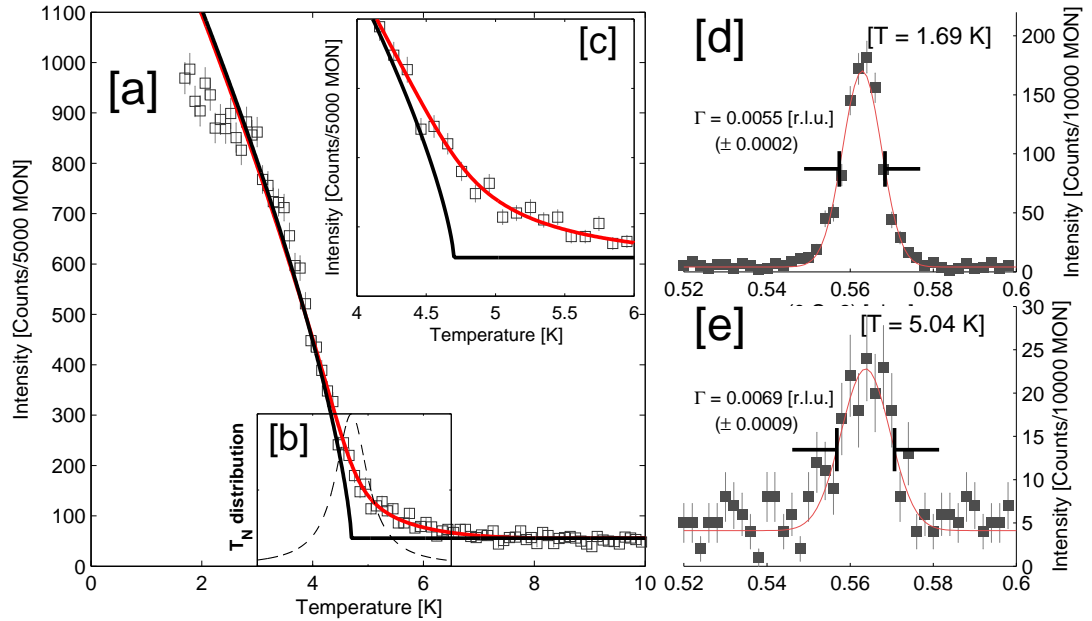 [a]
Intensity [Counts/5000 MON]
1100
1000
900
800
700
600
500
400
300
200
100
0
0
2
4
6
8
10
Temperature [K]
[b]
T_N distribution
[c]
Intensity [Counts/5000 MON]
4
4.5
5
5.5
6
Temperature [K]
[d]
[T = 1.69 K]
Γ = 0.0055 [r.l.u.]
(± 0.0002)
200
150
100
50
0
Intensity [Counts/10000 MON]
0.52
0.54
0.56
0.58
0.6
[e]
[T = 5.04 K]
Γ = 0.0069 [r.l.u.]
(± 0.0009)
30
25
20
15
10
5
0
Intensity [Counts/10000 MON]
0.52
0.54
0.56
0.58
0.6